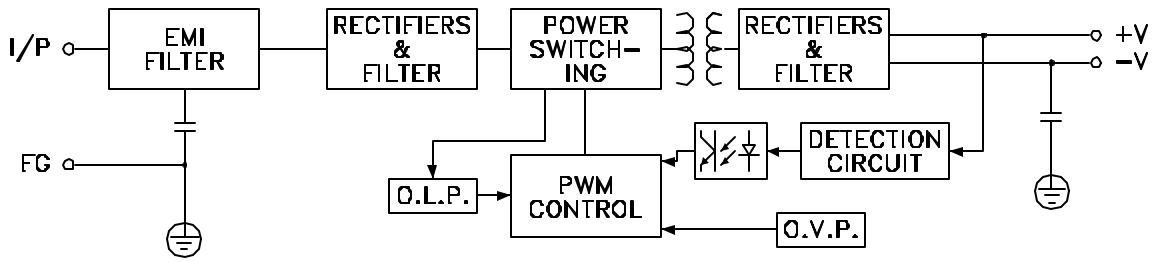 I/P
EMI
FILTER
RECTIFIERS
&
FILTER
POWER
SWITCH-
ING
RECTIFIERS
&
FILTER
+V
-V
FG
O.L.P.
PWM
CONTROL
DETECTION
CIRCUIT
O.V.P.